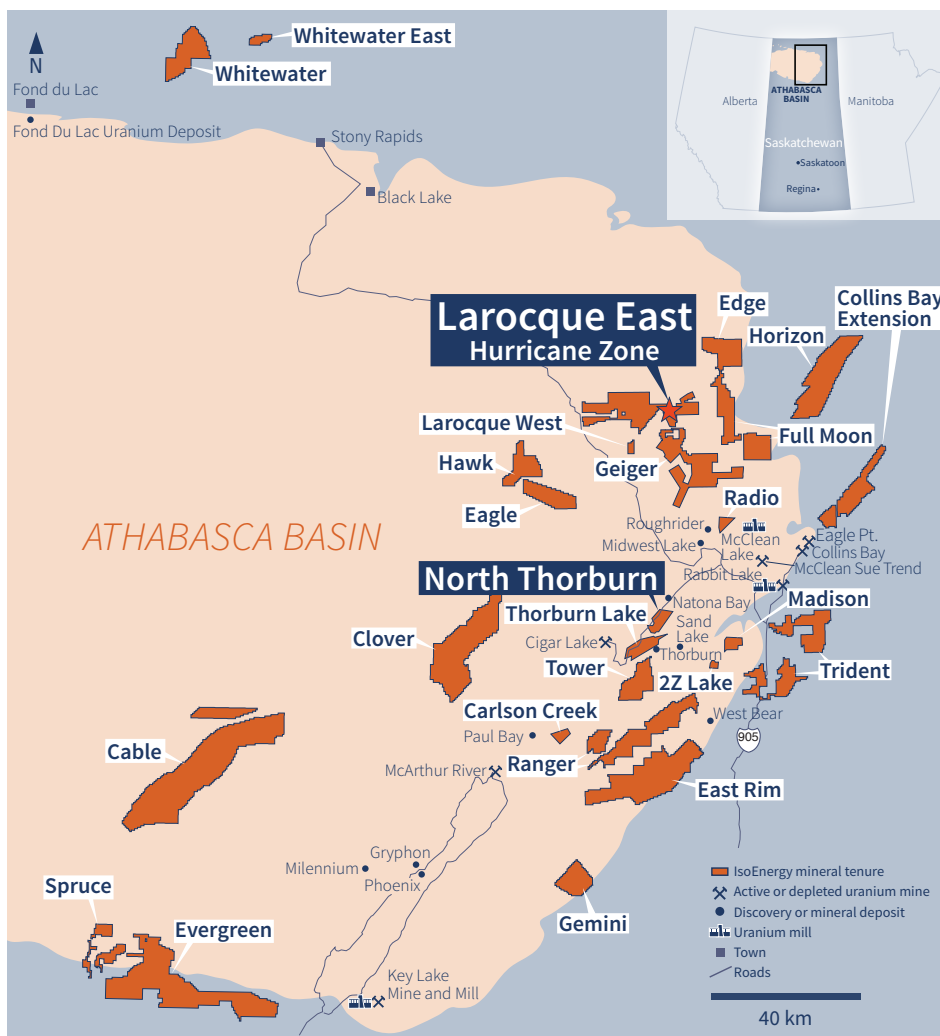 Whitewater East
Whitewater
N
Fond du Lac
Fond Du Lac Uranium Deposit
Stony Rapids
Black Lake
ATHABASCA
BASIN
Alberta
Manitoba
Saskatchewan
Saskatoon
Regina
Larocque East
Hurricane Zone
Edge
Horizon
Collins Bay
Extension
Larocque West
Full Moon
Hawk
Geiger
Eagle
Radio
ATHABASCA BASIN
Roughrider
Midwest Lake
McClean
Lake
Eagle Pt.
Collins Bay
McClean Sue Trend
Rabbit Lake
North Thorburn
Natona Bay
Madison
Thorburn Lake
Sand
Lake
Clover
Cigar Lake
Thorburn
Tower
2Z Lake
Trident
Carlson Creek
West Bear
Paul Bay
905
Cable
Ranger
McArthur River
East Rim
Gryphon
Milennium
Phoenix
Spruce
Evergreen
Gemini
Key Lake
Mine and Mill
IsoEnergy mineral tenure
Active or depleted uranium mine
Discovery or mineral deposit
Uranium mill
Town
Roads
40 km